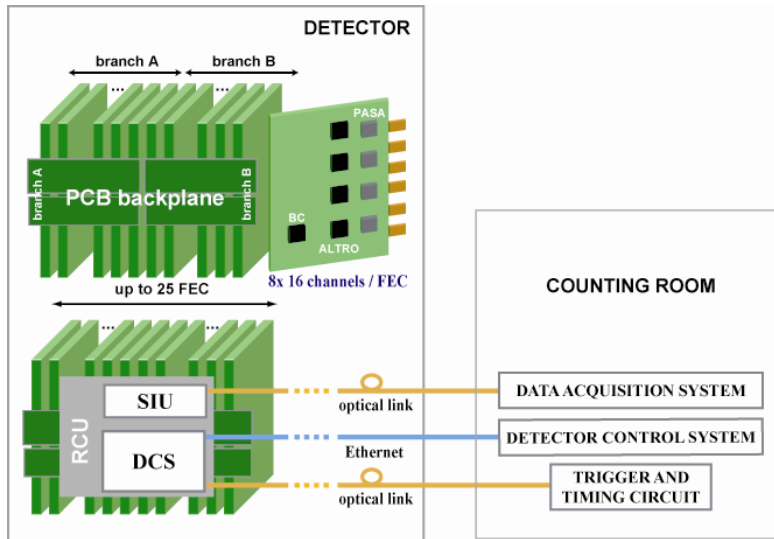 DETECTOR
branch A
branch B
...
...
PASA
branch A
PCB backplane
branch B
BC
ALTRO
up to 25 FEC
8x 16 channels / FEC
COUNTING ROOM
...
...
RCU
SIU
optical link
DATA ACQUISITION SYSTEM
DCS
Ethernet
DETECTOR CONTROL SYSTEM
optical link
TRIGGER AND
TIMING CIRCUIT